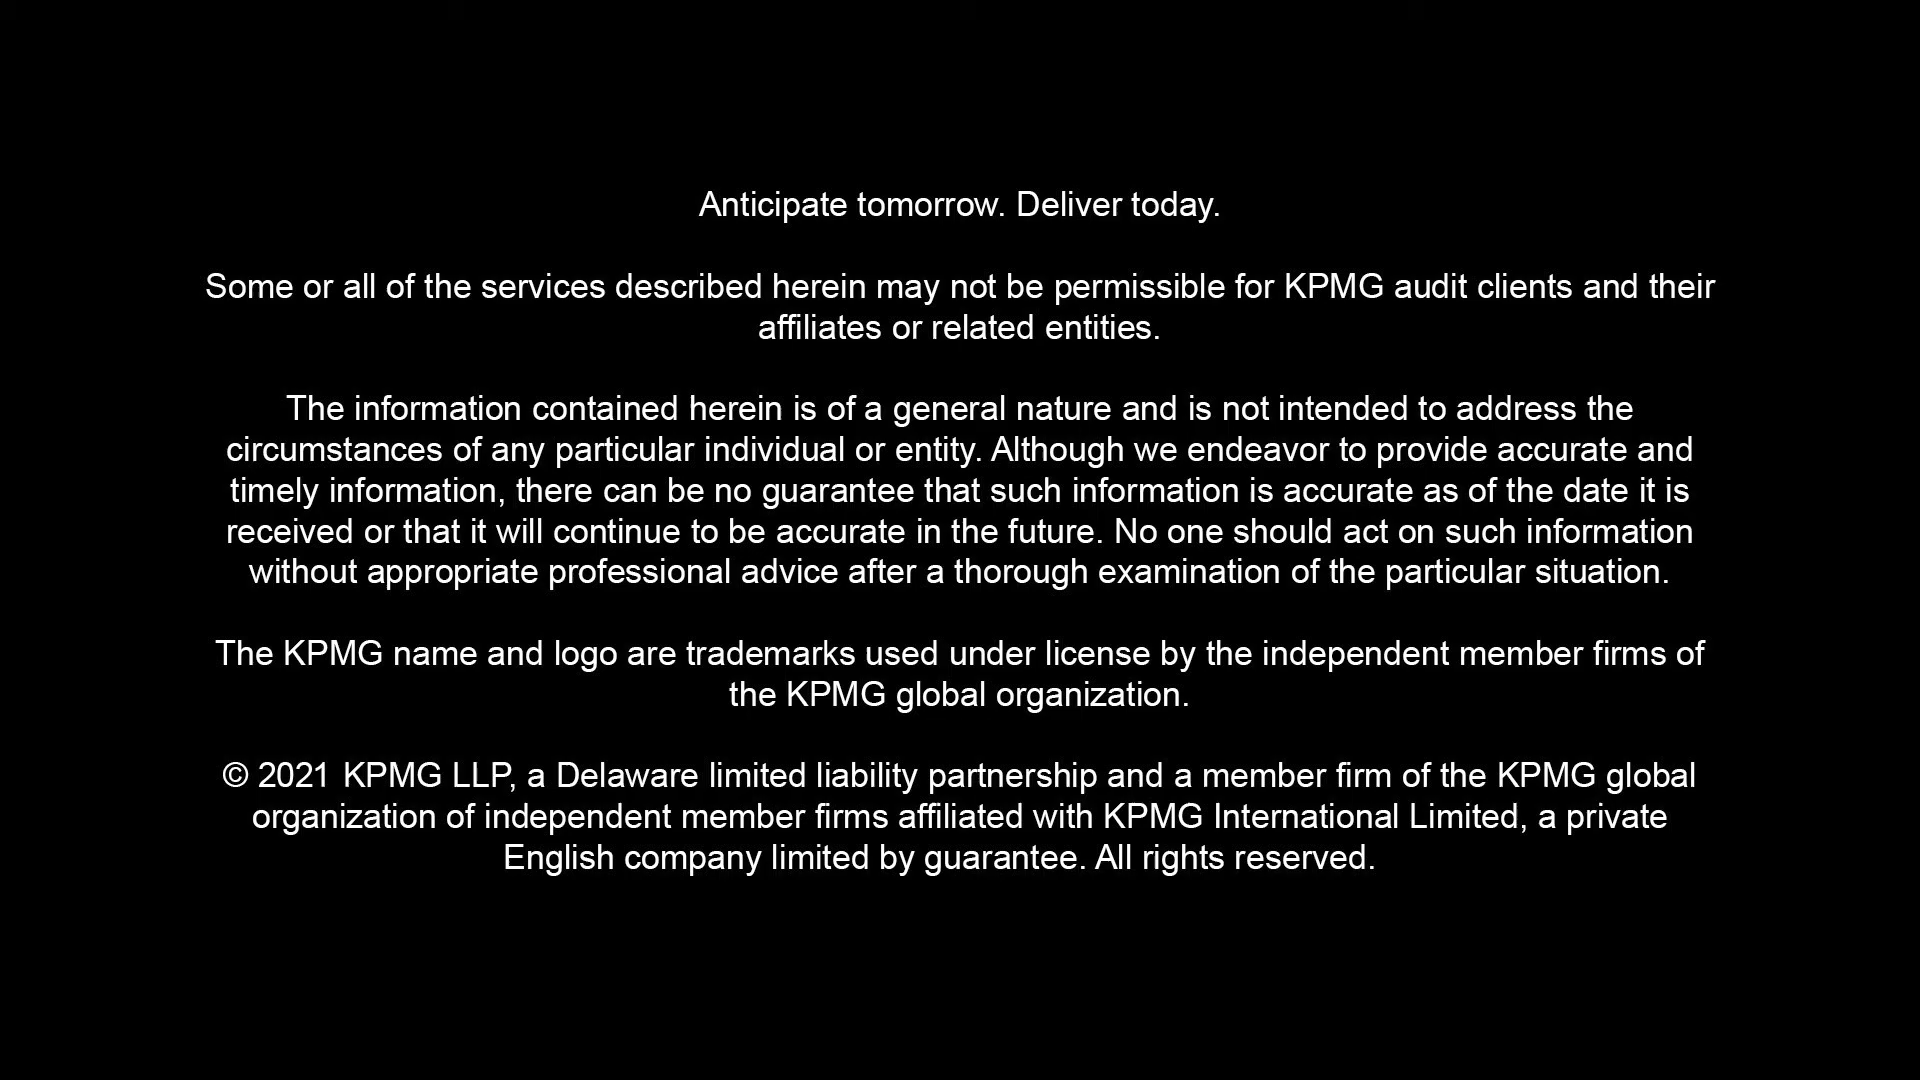 Anticipate tomorrow. Deliver today.
Some or all of the services described herein may not be permissible for KPMG audit clients and their
affiliates or related entities.
The information contained herein is of a general nature and is not intended to address the
circumstances of any particular individual or entity. Although we endeavor to provide accurate and
timely information, there can be no guarantee that such information is accurate as of the date it is
received or that it will continue to be accurate in the future. No one should act on such information
without appropriate professional advice after a thorough examination of the particular situation.
The KPMG name and logo are trademarks used under license by the independent member firms of
the KPMG global organization.
© 2021 KPMG LLP, a Delaware limited liability partnership and a member firm of the KPMG global
organization of independent member firms affiliated with KPMG International Limited, a private
English company limited by guarantee. All rights reserved.